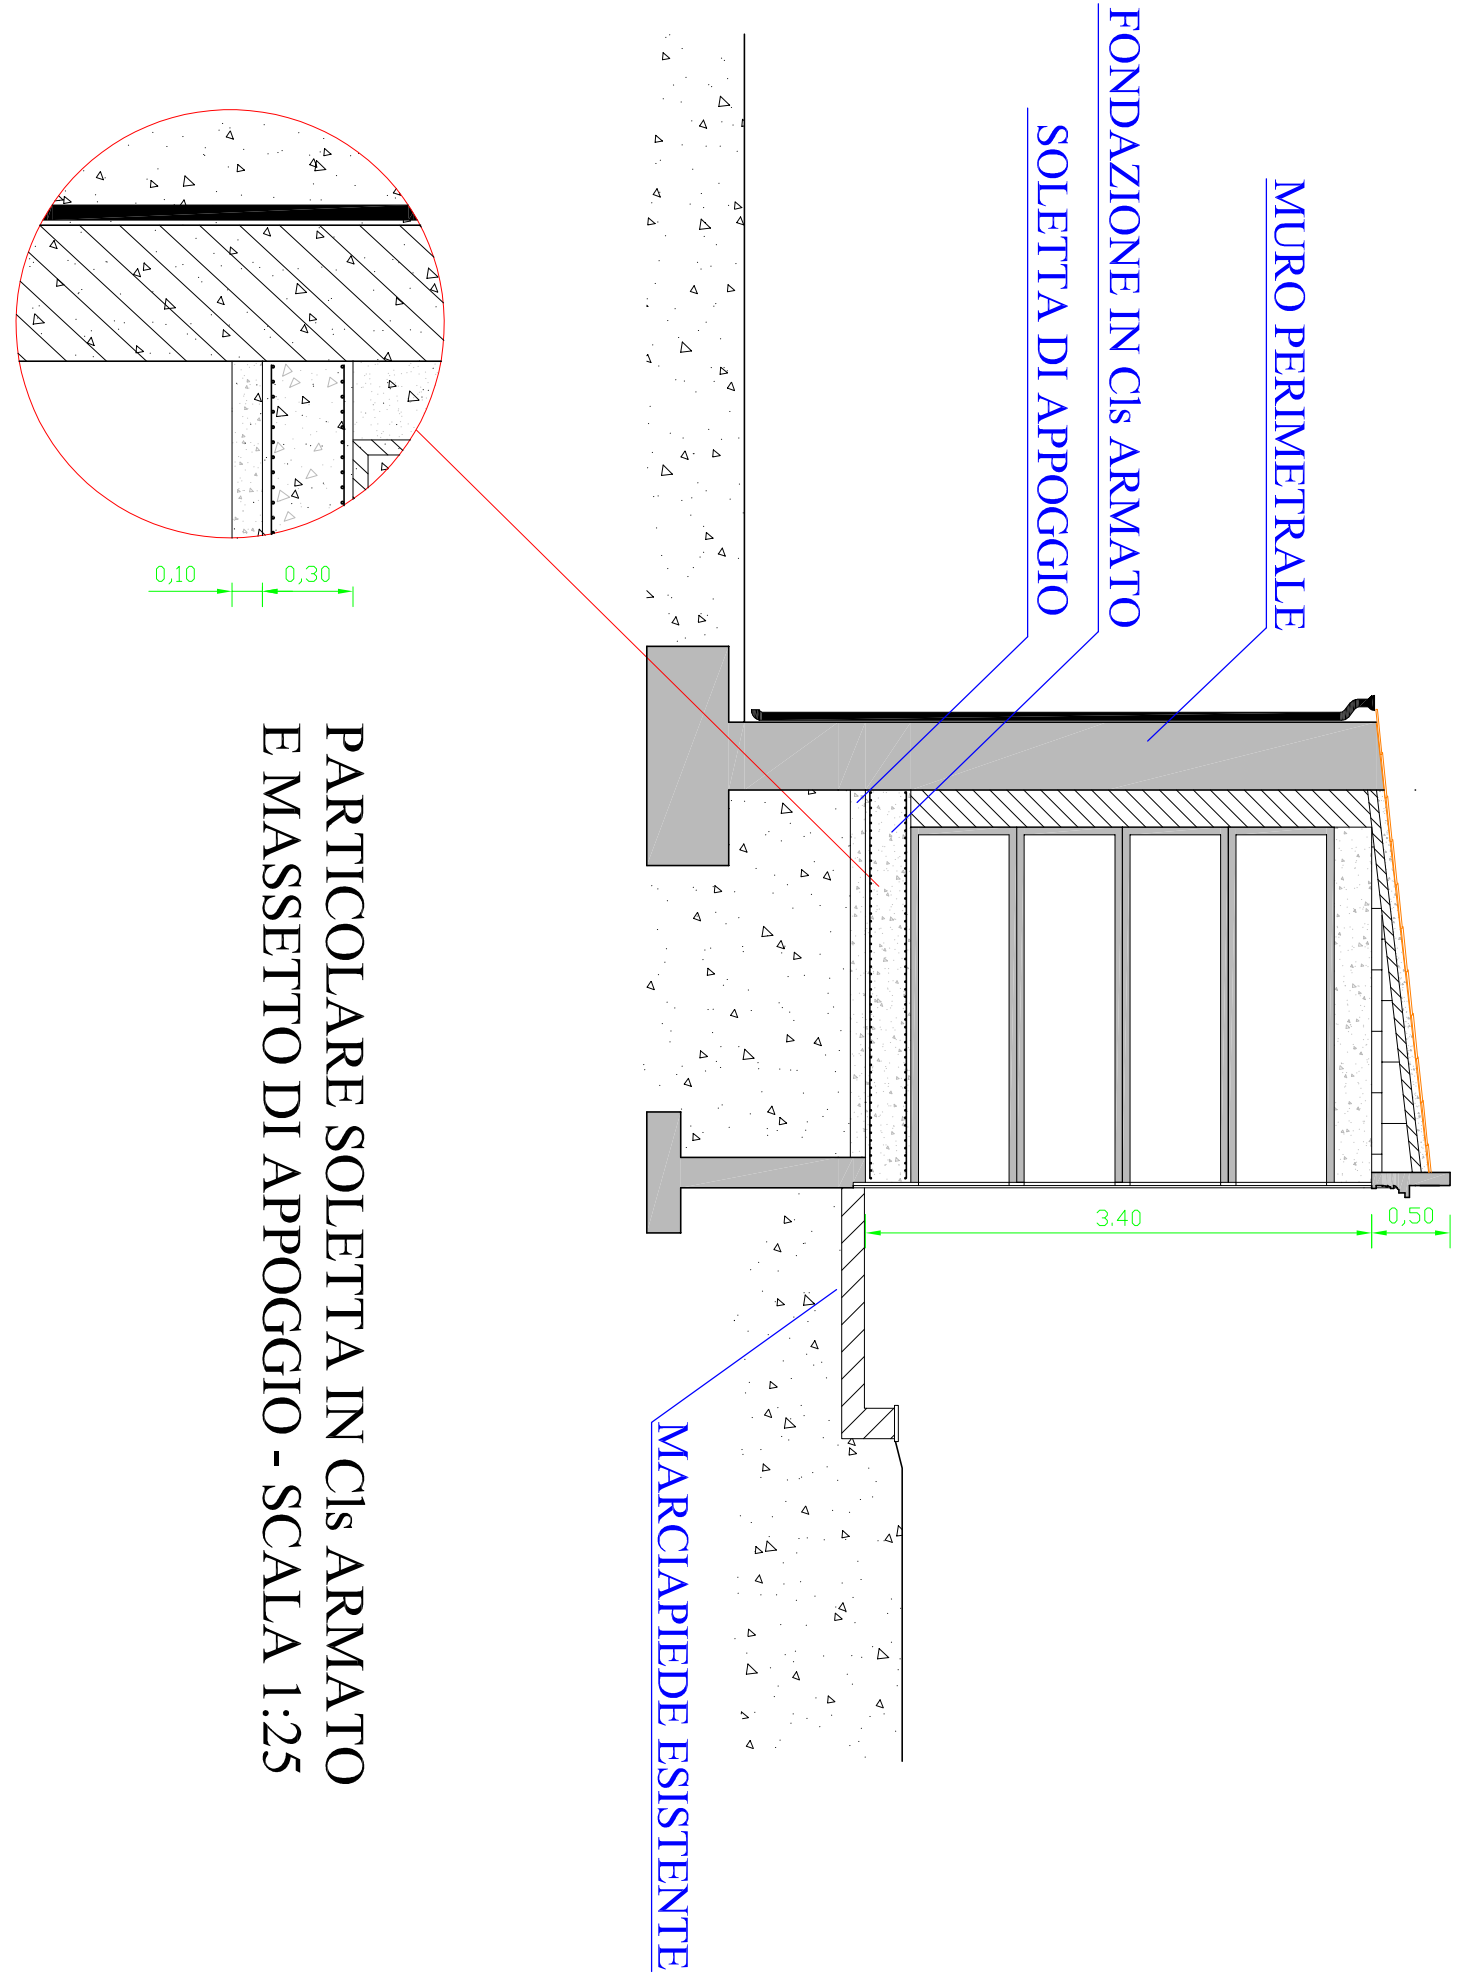 MURO PERIMETRALE
FONDAZIONE IN Cls ARMATO
SOLETTA DI APPOGGIO
0,50
3.40
MARCIAPIEDE ESISTENTE
0,30
0,10
PARTICOLARE SOLETTA IN Cls ARMATO
E MASSETTO DI APPOGGIO - SCALA 1:25